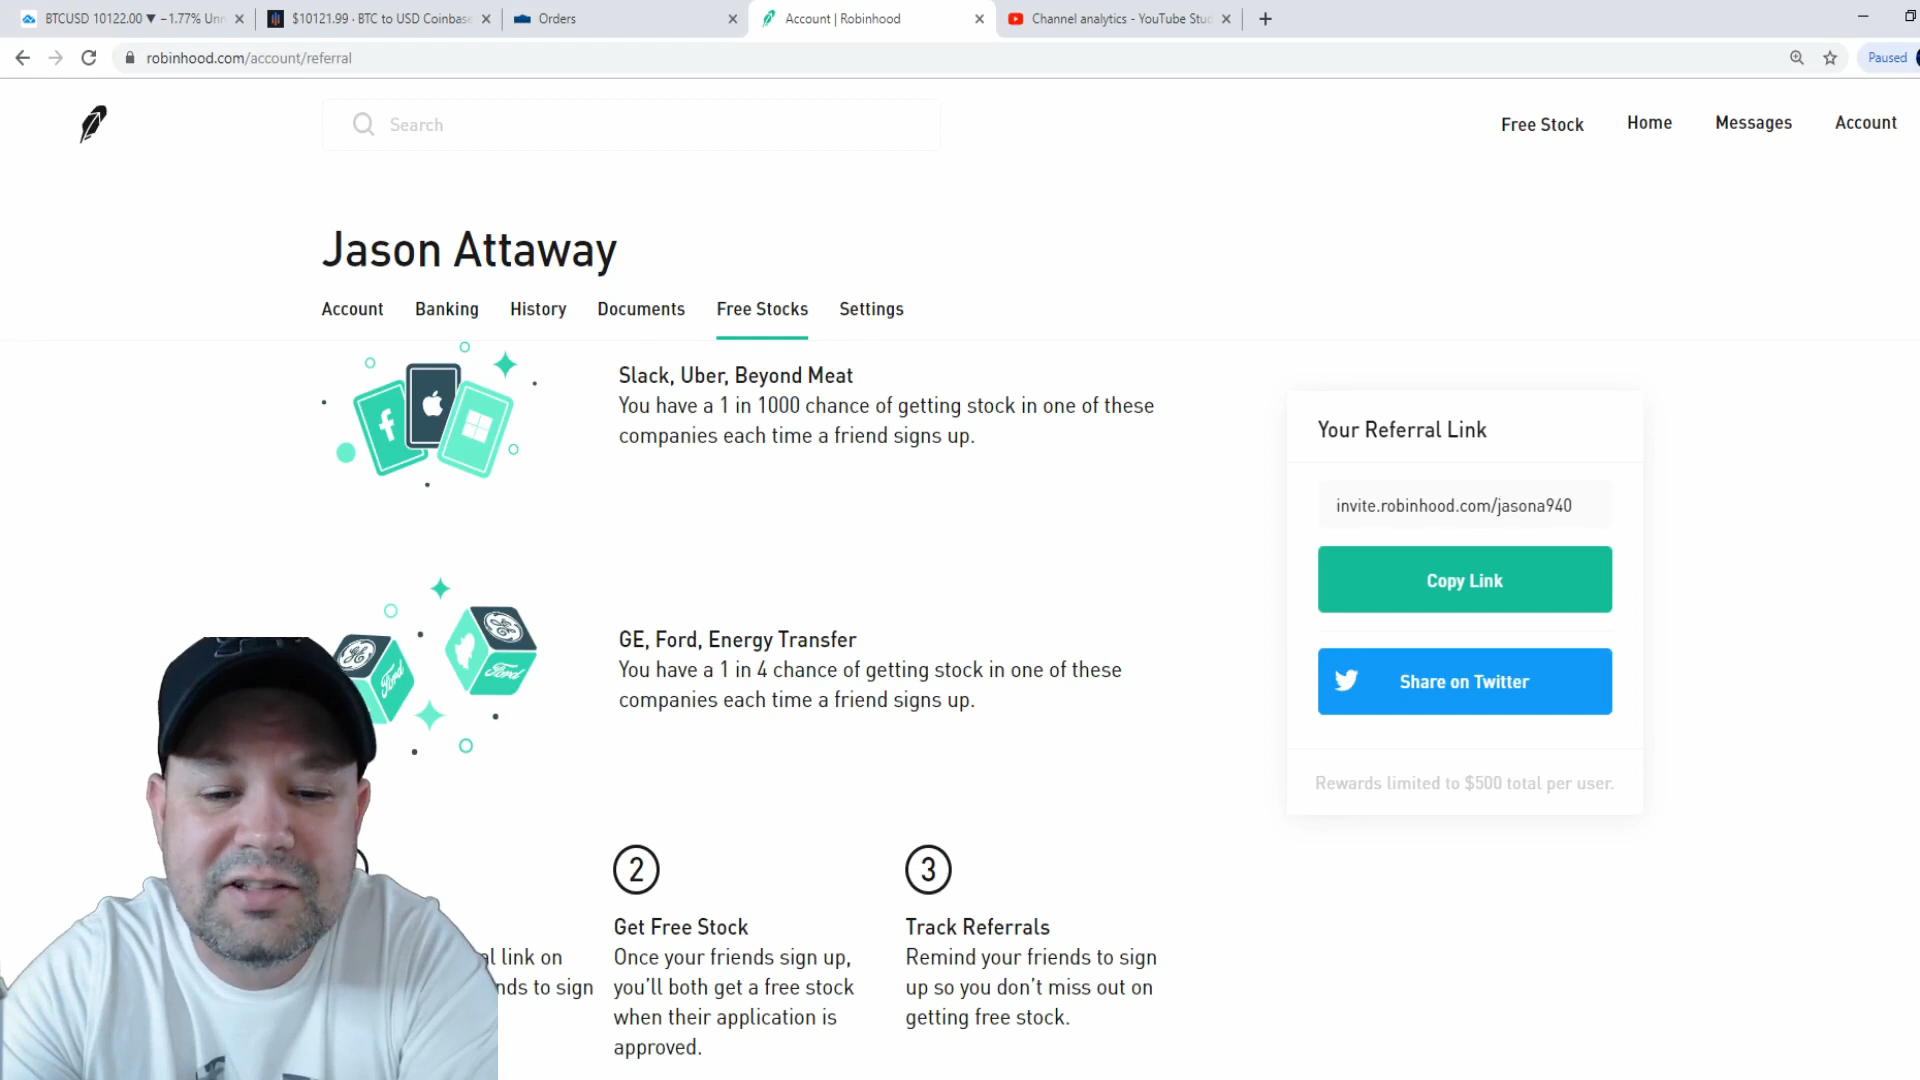 BTCUSD 10122.00 ▼ −1.77% Unn
$10121.99 · BTC to USD Coinbase
Orders
Account | Robinhood
Channel analytics - YouTube Stud
robinhood.com/account/referral
Paused
Search
Free Stock
Home
Messages
Account
Jason Attaway
Account
Banking
History
Documents
Free Stocks
Settings
Slack, Uber, Beyond Meat
You have a 1 in 1000 chance of getting stock in one of these
companies each time a friend signs up.
Your Referral Link
invite.robinhood.com/jasona940
Copy Link
Share on Twitter
Rewards limited to $500 total per user.
GE, Ford, Energy Transfer
You have a 1 in 4 chance of getting stock in one of these
companies each time a friend signs up.
Ford
Ford
al link on
nds to sign
2
Get Free Stock
Once your friends sign up,
you'll both get a free stock
when their application is
approved.
3
Track Referrals
Remind your friends to sign
up so you don't miss out on
getting free stock.